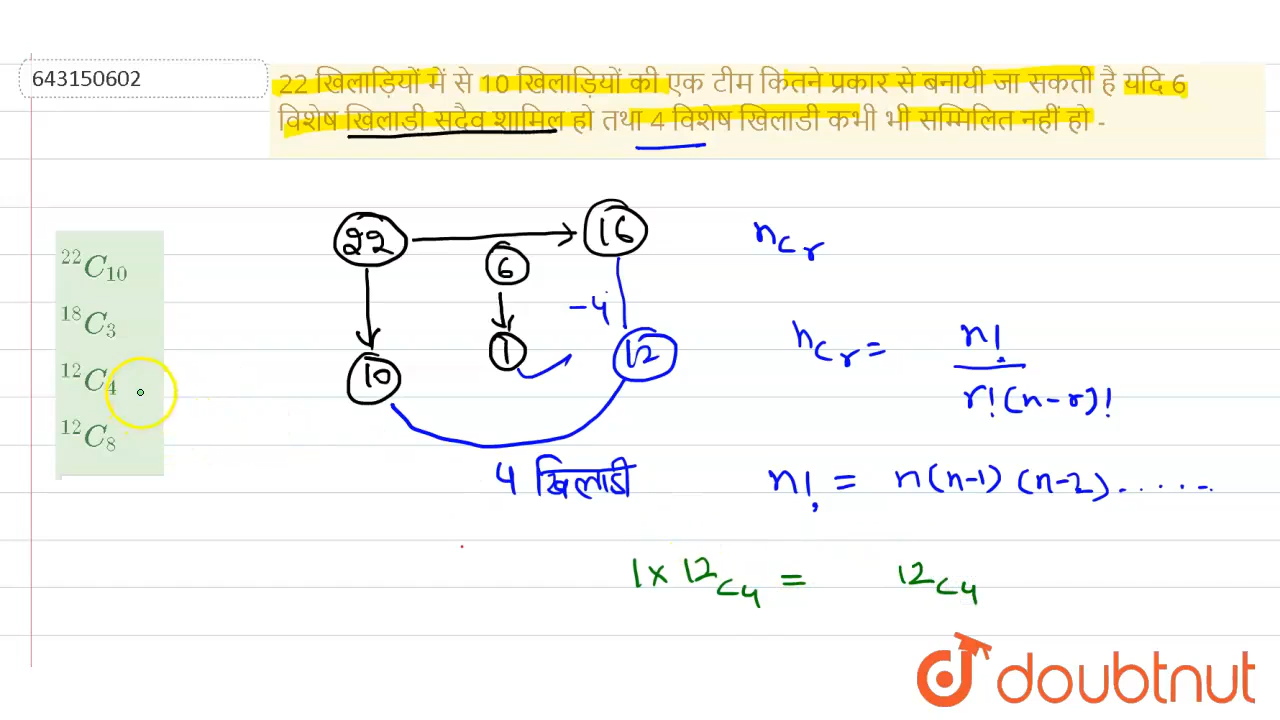 643150602
22 खिलाड़ियों में से 10 खिलाड़ियों की एक टीम कितने प्रकार से बनायी जा सकती है यदि 6
विशेष खिलाडी सदैव शामिल हो तथा 4 विशेष खिलाडी कभी भी सम्मिलित नहीं हो -
22
16
6
-4
1
12
10
4 खिलाडी
nCr
nCr = n! / r!(n-r)!
n! = n(n-1)(n-2)......
1x 12C4 = 12C4
²²C₁₀
¹⁸C₃
¹²C₄
¹²C₈
doubtnut